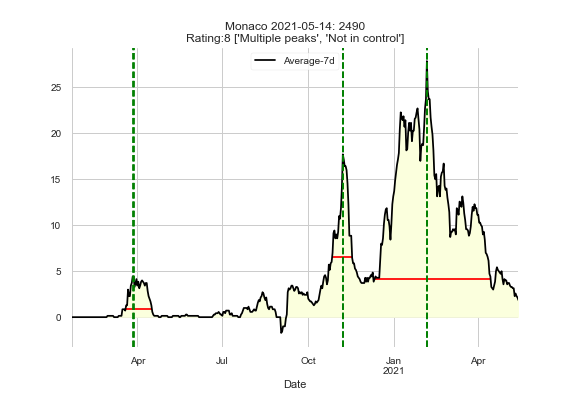 Monaco 2021-05-14: 2490
Rating:8 ['Multiple peaks', 'Not in control']
Average-7d
25
20
15
10
5
0
Apr
Jul
Oct
Jan
2021
Apr
Date